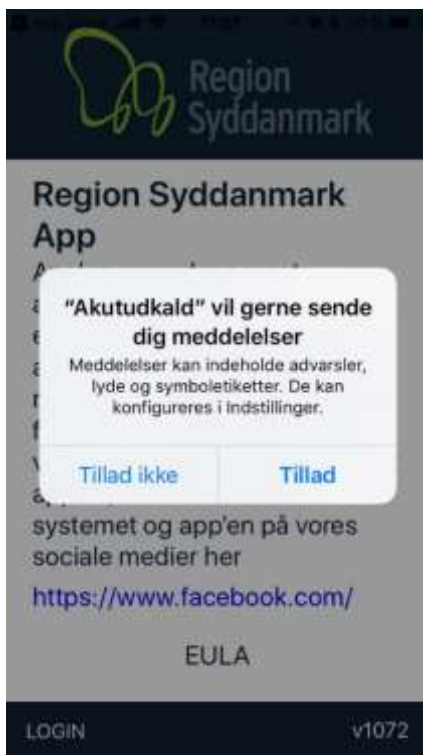 Region
Syddanmark
Region Syddanmark
App
"Akutudkald" vil gerne sende
dig meddelelser
Meddelelser kan indeholde advarsler,
lyde og symboletiketter. De kan
konfigureres i Indstillinger.
Tillad ikke
Tillad
systemet og app'en på vores
sociale medier her
https://www.facebook.com/
EULA
LOGIN
v1072